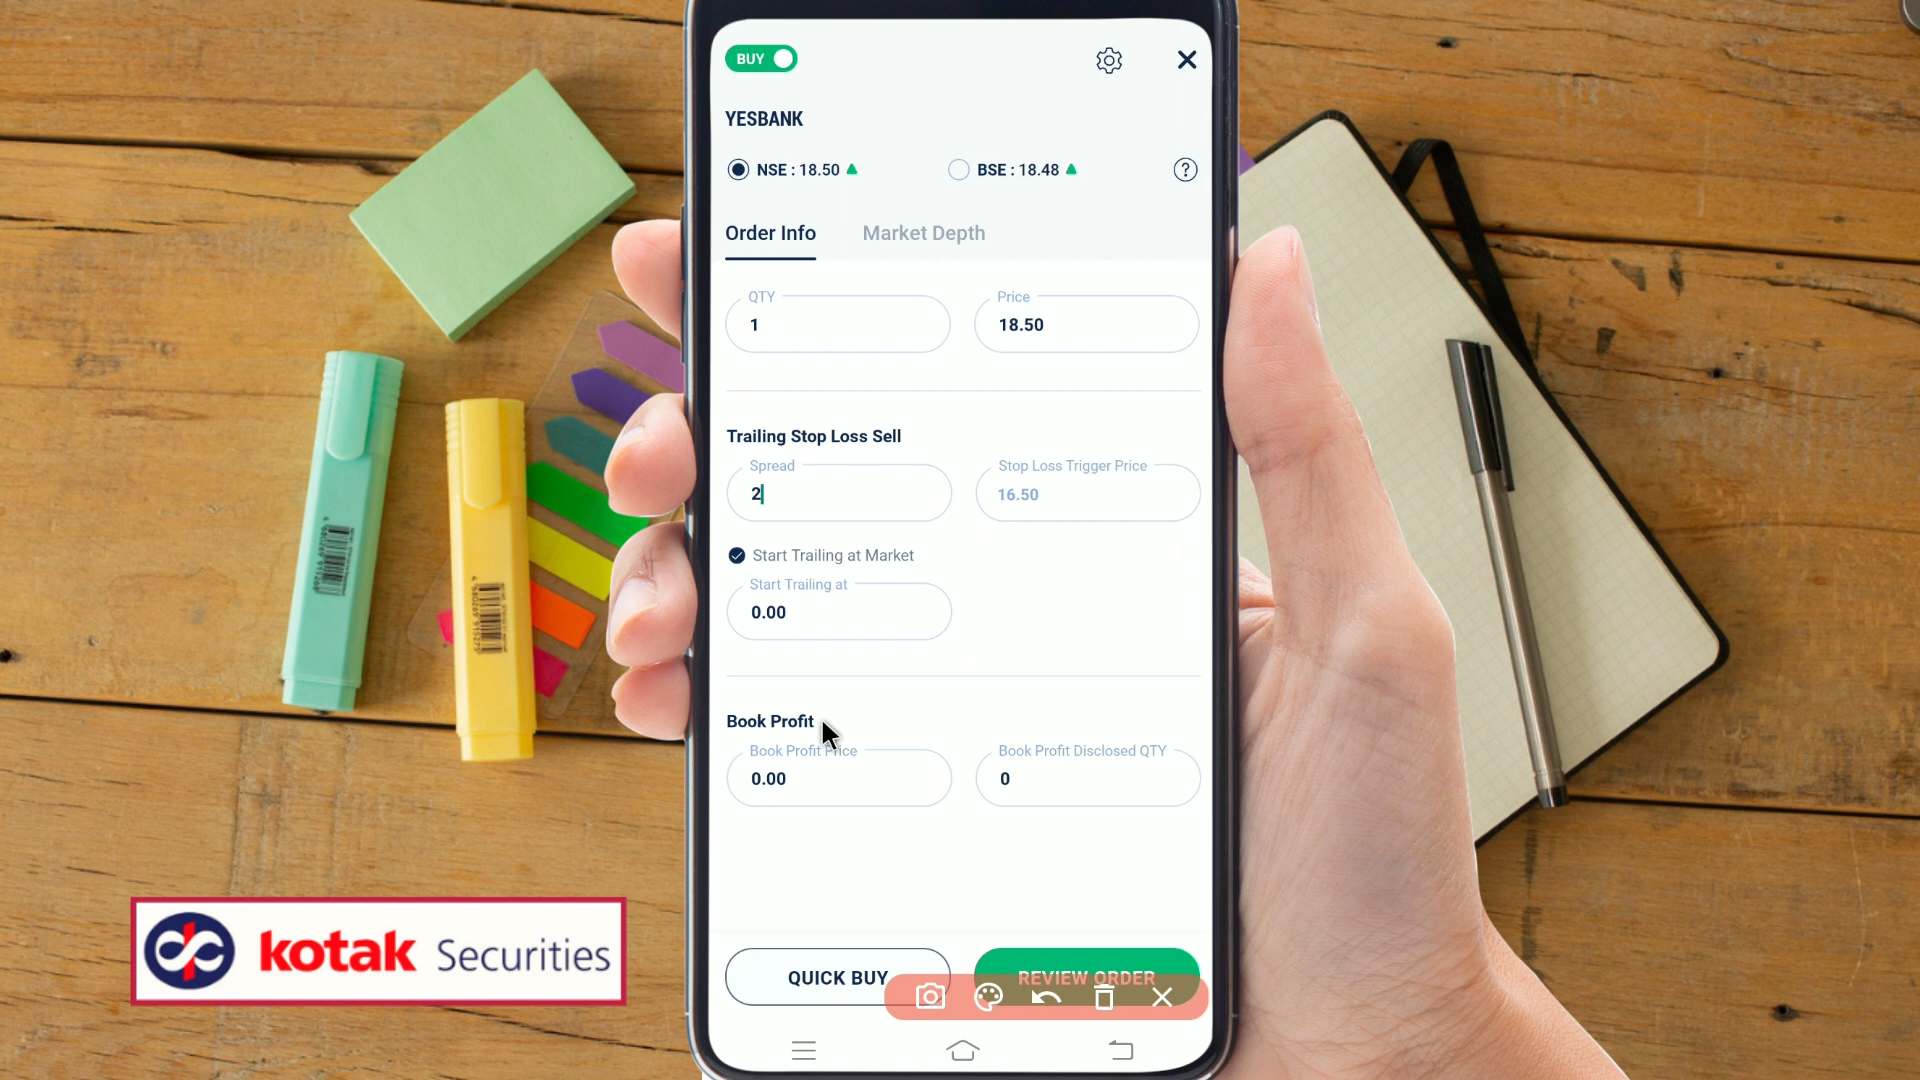 BUY
YESBANK
NSE : 18.50
BSE : 18.48
?
Order Info
Market Depth
QTY
1
Price
18.50
Trailing Stop Loss Sell
Spread
2
Stop Loss Trigger Price
16.50
Start Trailing at Market
Start Trailing at
0.00
Book Profit
Book Profit Price
0.00
Book Profit Disclosed QTY
0
QUICK BUY
REVIEW ORDER
kotak Securities